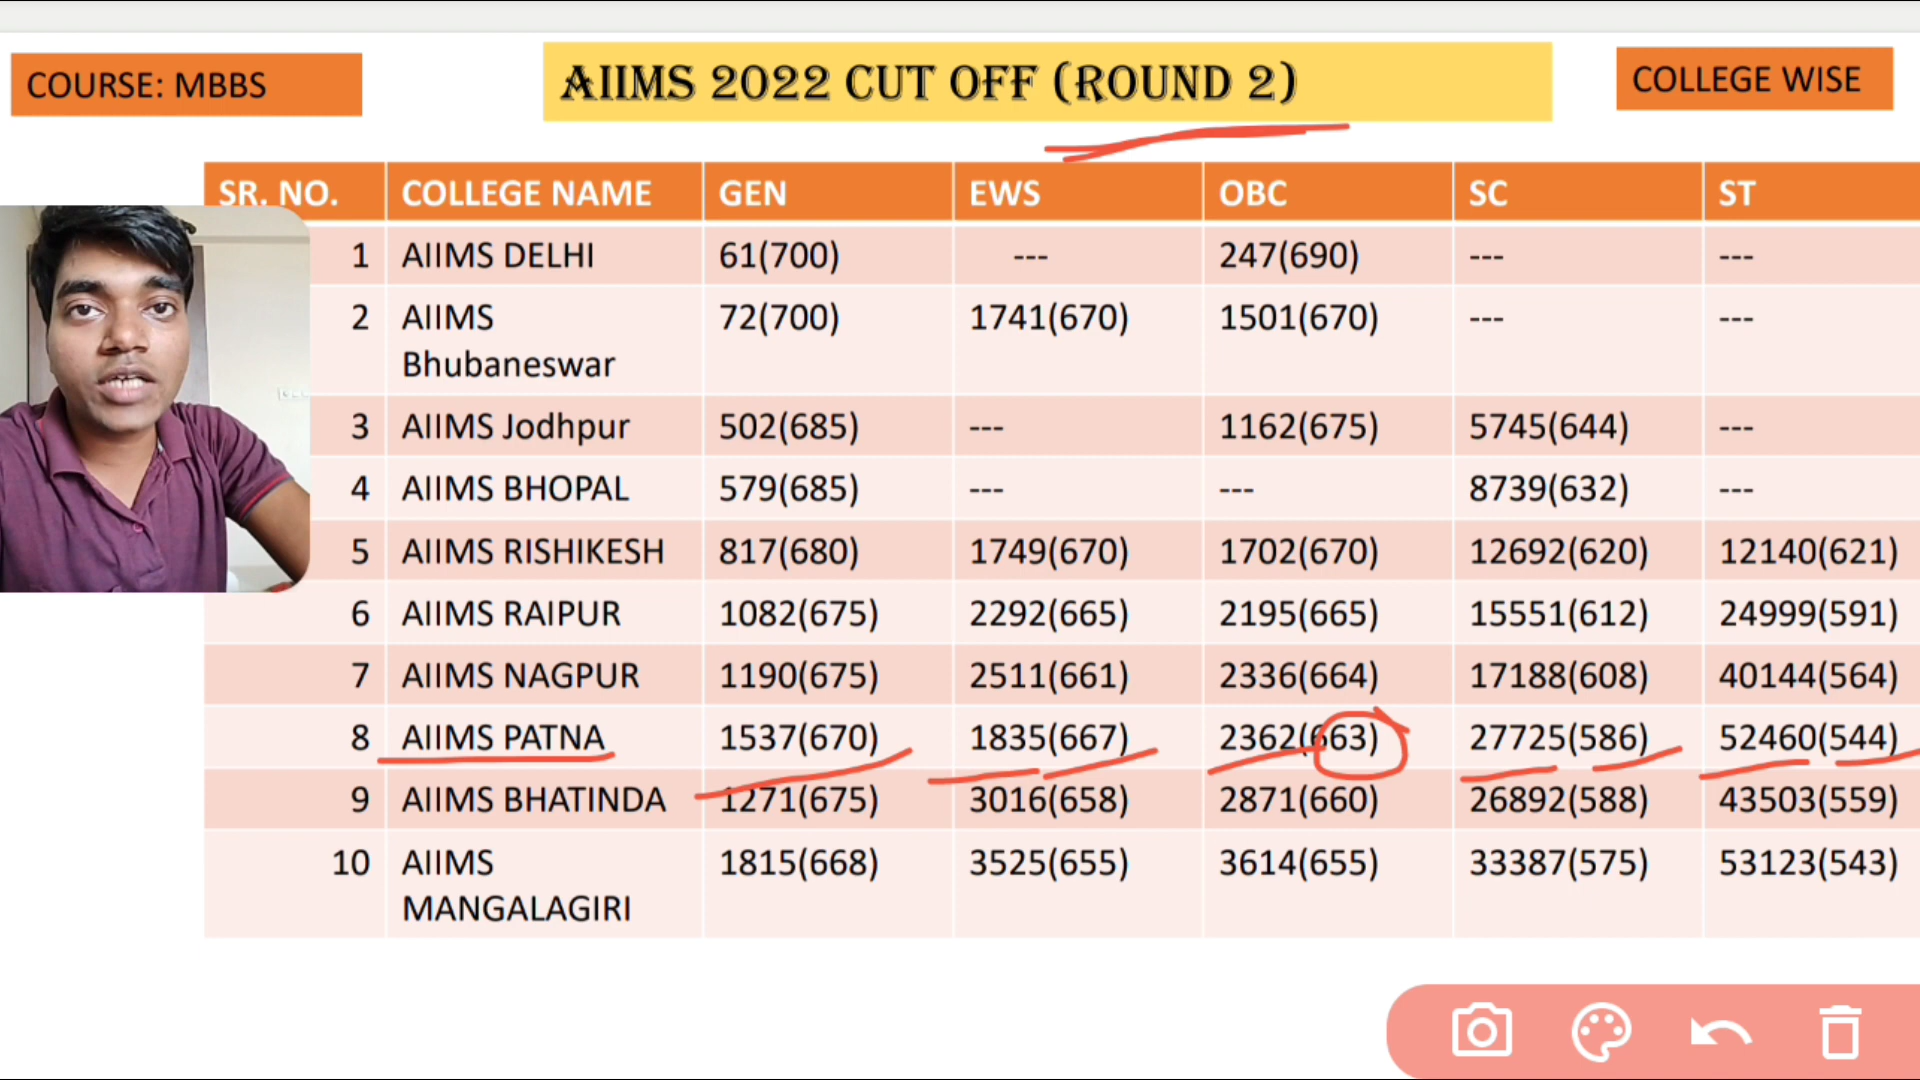 COURSE: MBBS
AIIMS 2022 CUT OFF (ROUND 2)
COLLEGE WISE
SR. NO. COLLEGE NAME GEN EWS OBC SC ST
1 AIIMS DELHI 61(700) --- 247(690) --- ---
2 AIIMS 72(700) 1741(670) 1501(670) --- ---
Bhubaneswar
3 AIIMS Jodhpur 502(685) --- 1162(675) 5745(644) ---
4 AIIMS BHOPAL 579(685) --- --- 8739(632) ---
5 AIIMS RISHIKESH 817(680) 1749(670) 1702(670) 12692(620) 12140(621)
6 AIIMS RAIPUR 1082(675) 2292(665) 2195(665) 15551(612) 24999(591)
7 AIIMS NAGPUR 1190(675) 2511(661) 2336(664) 17188(608) 40144(564)
8 AIIMS PATNA 1537(670) 1835(667) 2362(663) 27725(586) 52460(544)
9 AIIMS BHATINDA 1271(675) 3016(658) 2871(660) 26892(588) 43503(559)
10 AIIMS 1815(668) 3525(655) 3614(655) 33387(575) 53123(543)
MANGALAGIRI